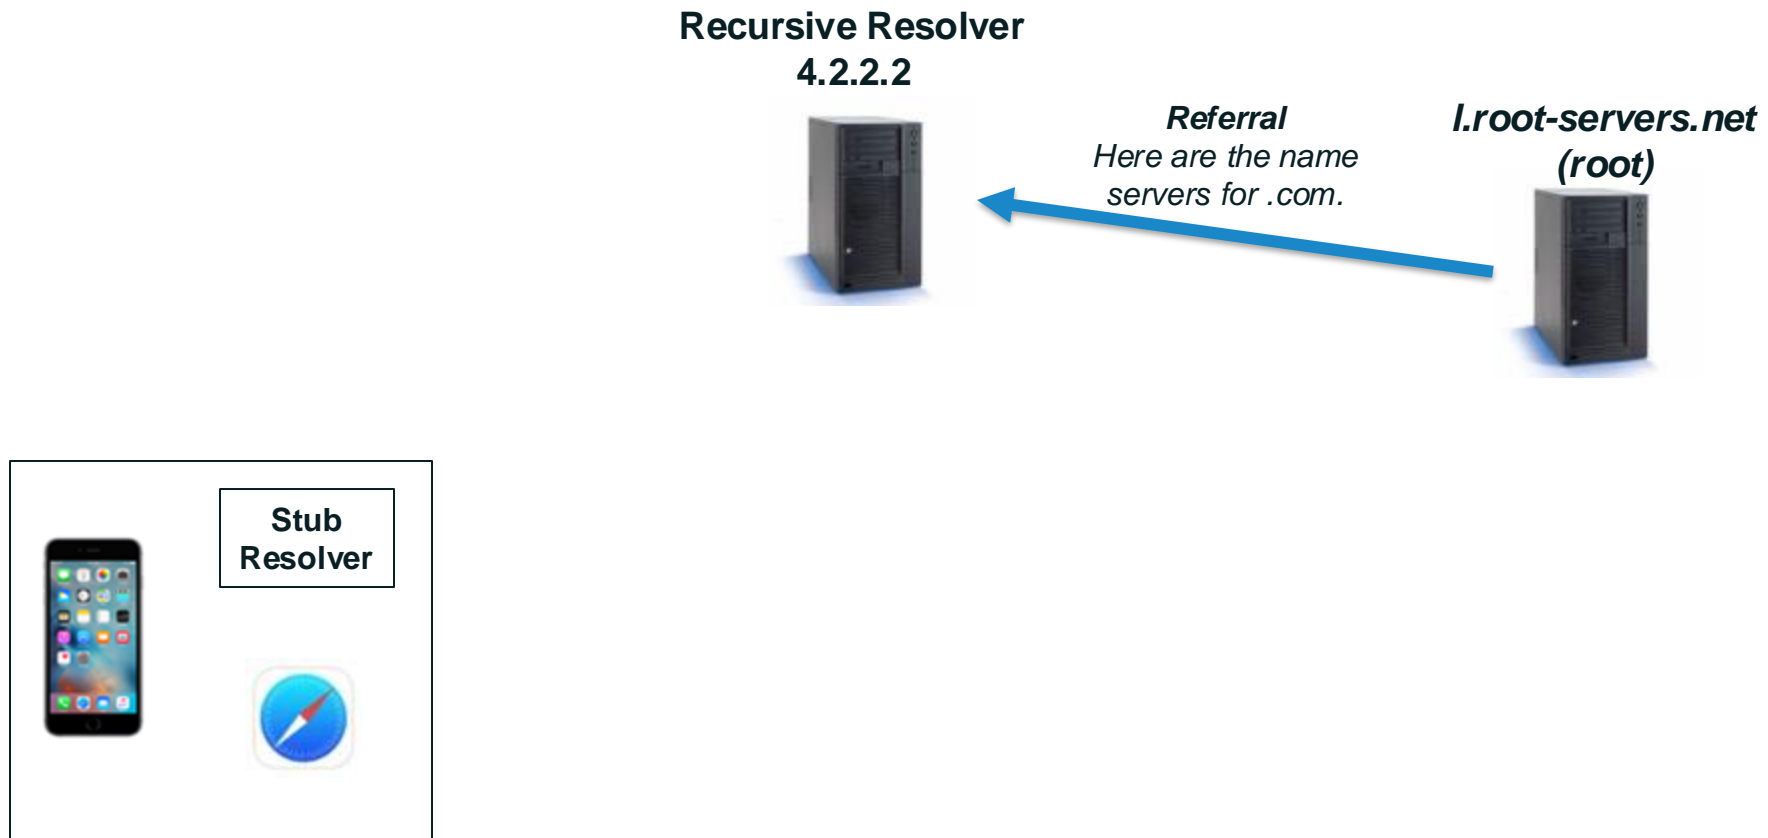 Recursive Resolver
4.2.2.2
Referral
Here are the name
servers for .com.
l.root-servers.net
(root)
Stub
Resolver